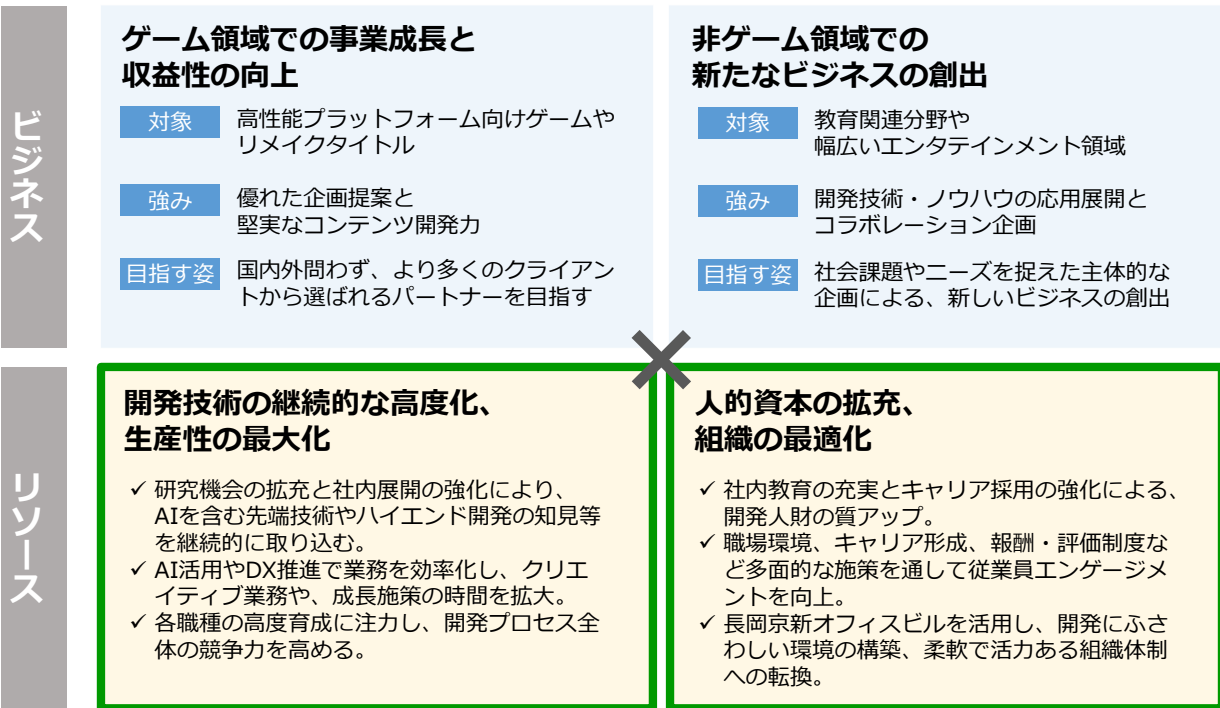 ビジネス
ゲーム領域での事業成長と
収益性の向上
対象
高性能プラットフォーム向けゲームや
リメイクタイトル
強み
優れた企画提案と
堅実なコンテンツ開発力
目指す姿
国内外問わず、より多くのクライアン
トから選ばれるパートナーを目指す
非ゲーム領域での
新たなビジネスの創出
対象
教育関連分野や
幅広いエンタテインメント領域
強み
開発技術・ノウハウの応用展開と
コラボレーション企画
目指す姿
社会課題やニーズを捉えた主体的な
企画による、新しいビジネスの創出
リソース
開発技術の継続的な高度化、
生産性の最大化
✓ 研究機会の拡充と社内展開の強化により、
AIを含む先端技術やハイエンド開発の知見等
を継続的に取り込む。
✓ AI活用やDX推進で業務を効率化し、クリエ
イティブ業務や、成長施策の時間を拡大。
✓ 各職種の高度育成に注力し、開発プロセス全
体の競争力を高める。
人的資本の拡充、
組織の最適化
✓ 社内教育の充実とキャリア採用の強化による、
開発人財の質アップ。
✓ 職場環境、キャリア形成、報酬・評価制度な
ど多面的な施策を通して従業員エンゲージメ
ントを向上。
✓ 長岡京新オフィスビルを活用し、開発にふさ
わしい環境の構築、柔軟で活力ある組織体制
への転換。